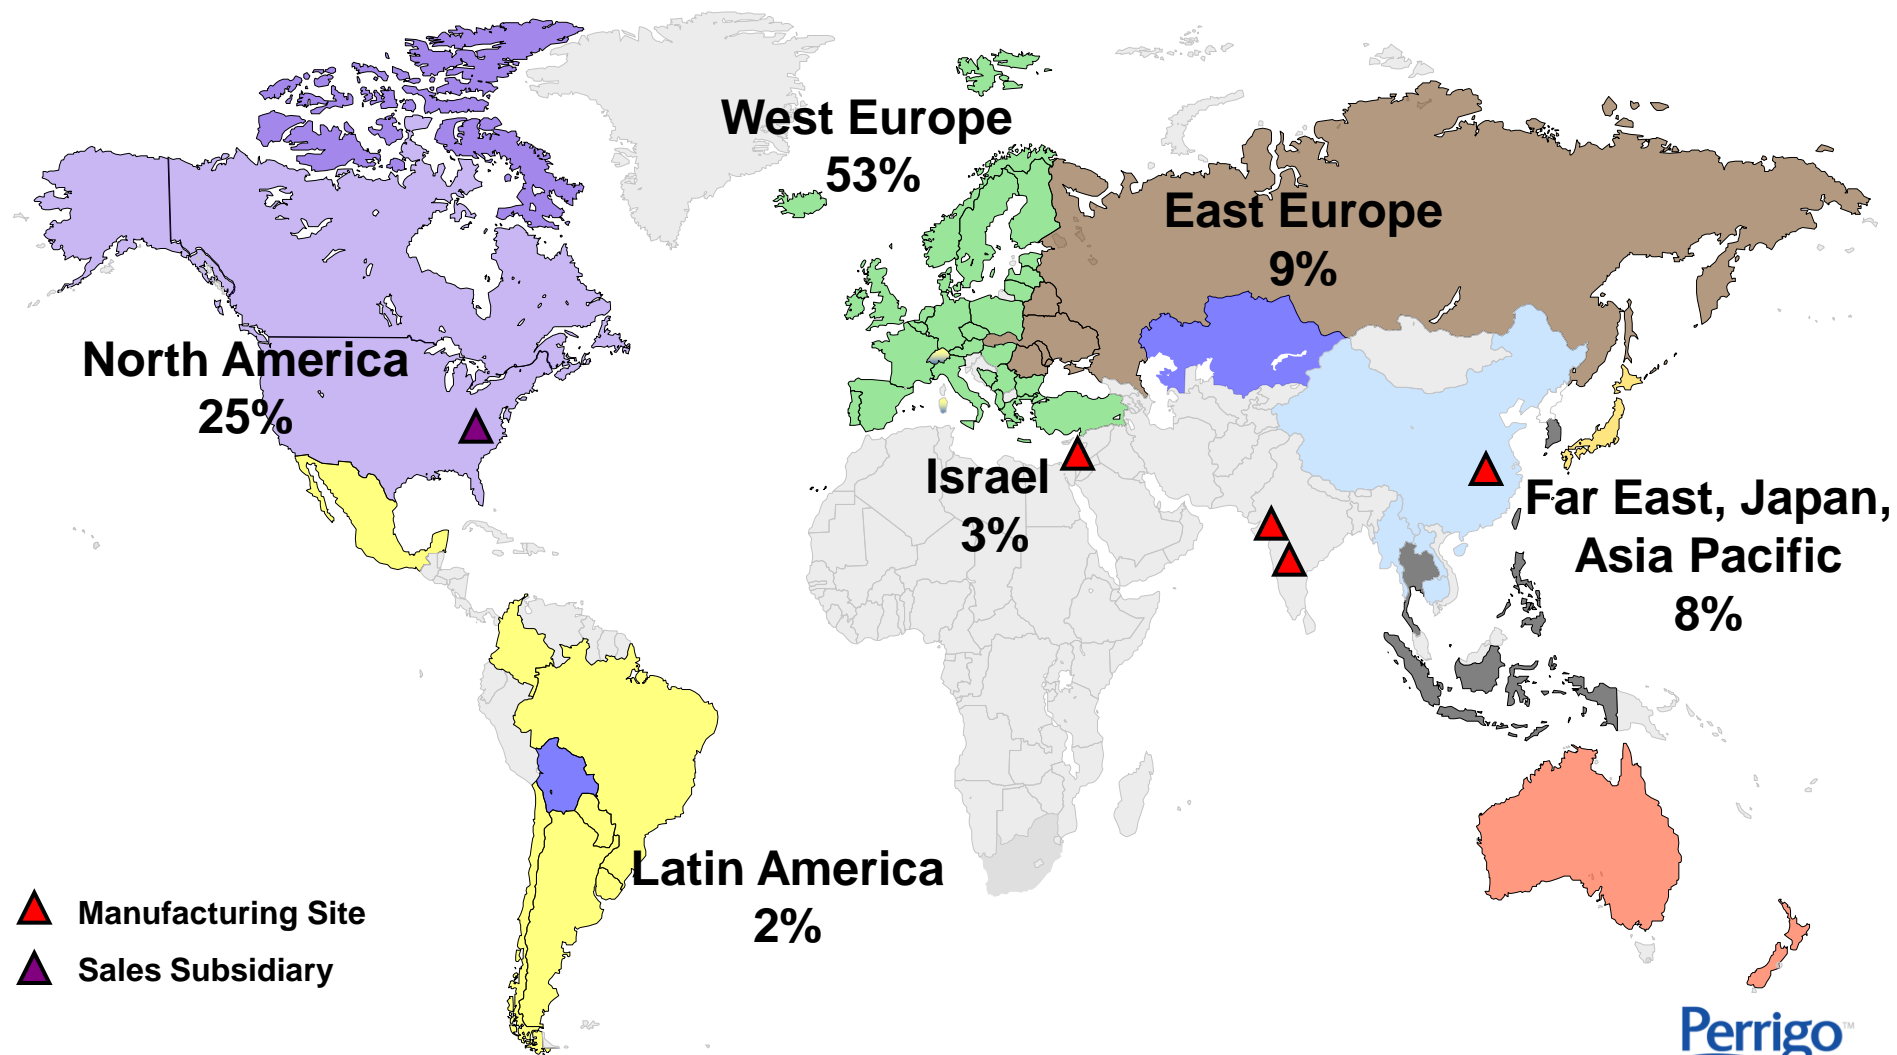 West Europe
53%
East Europe
9%
North America
25%
Israel
3%
Far East, Japan,
Asia Pacific
8%
Latin America
2%
Manufacturing Site
Sales Subsidiary
Perrigo™